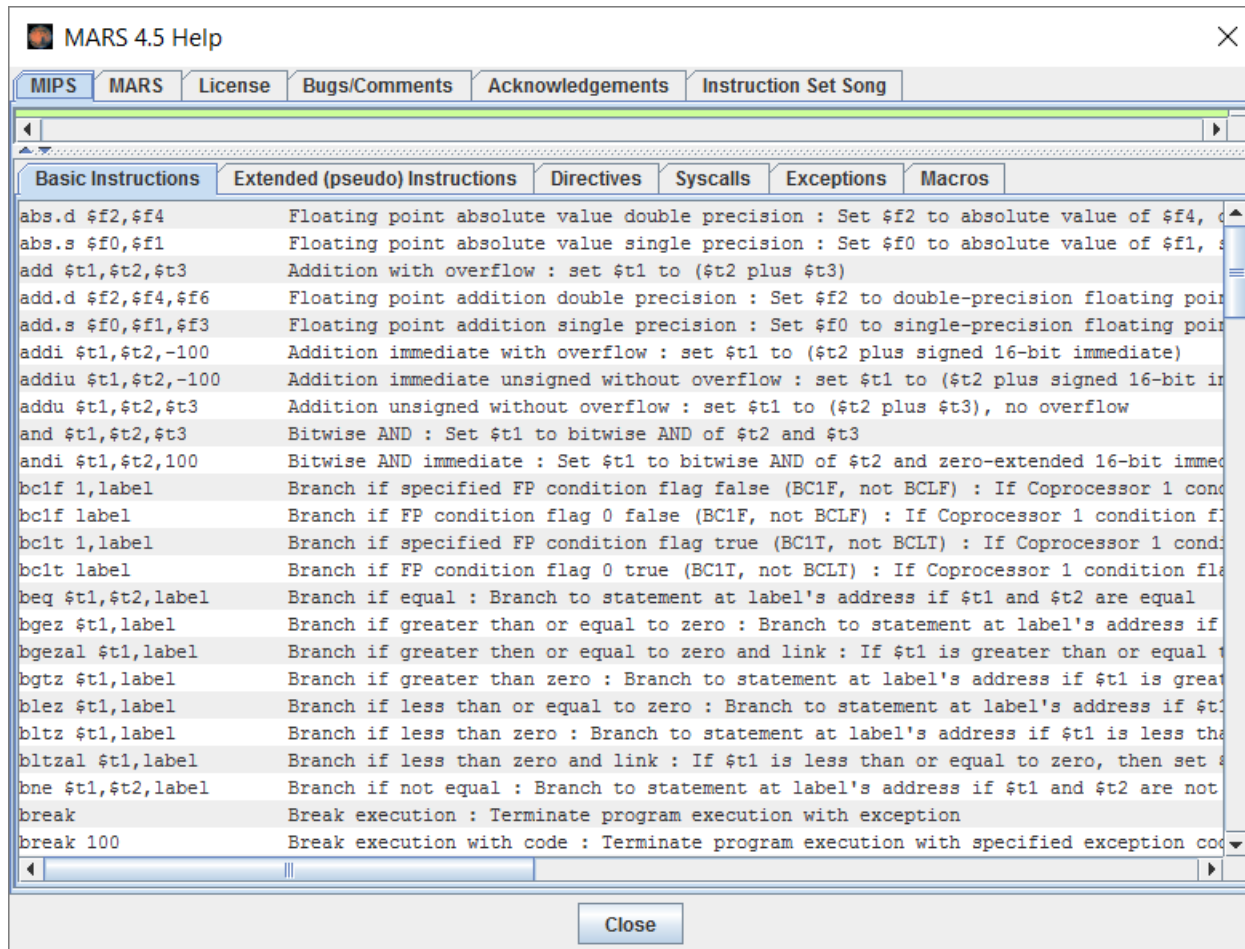 MARS 4.5 Help
MIPS MARS License Bugs/Comments Acknowledgements Instruction Set Song
Basic Instructions Extended (pseudo) Instructions Directives Syscalls Exceptions Macros
abs.d $f2,$f4 Floating point absolute value double precision : Set $f2 to absolute value of $f4,
abs.s $f0,$f1 Floating point absolute value single precision : Set $f0 to absolute value of $f1,
add $t1,$t2,$t3 Addition with overflow : set $t1 to ($t2 plus $t3)
add.d $f2,$f4,$f6 Floating point addition double precision : Set $f2 to double-precision floating
add.s $f0,$f1,$f3 Floating point addition single precision : Set $f0 to single-precision floating
addi $t1,$t2,-100 Addition immediate with overflow : set $t1 to ($t2 plus signed 16-bit immediate)
addiu $t1,$t2,-100 Addition immediate unsigned without overflow : set $t1 to ($t2 plus signed 16-bit
addu $t1,$t2,$t3 Addition unsigned without overflow : set $t1 to ($t2 plus $t3), no overflow
and $t1,$t2,$t3 Bitwise AND : Set $t1 to bitwise AND of $t2 and $t3
andi $t1,$t2,100 Bitwise AND immediate : Set $t1 to bitwise AND of $t2 and zero-extended 16-bit
bc1f 1,label Branch if specified FP condition flag false (BC1F, not BCLF) : If Coprocessor 1
bc1f label Branch if FP condition flag 0 false (BC1F, not BCLF) : If Coprocessor 1 condition
bc1t 1,label Branch if specified FP condition flag true (BC1T, not BCLT) : If Coprocessor 1
bc1t label Branch if FP condition flag 0 true (BC1T, not BCLT) : If Coprocessor 1 condition
beq $t1,$t2,label Branch if equal : Branch to statement at label's address if $t1 and $t2 are equal
bgez $t1,label Branch if greater than or equal to zero : Branch to statement at label's address if
bgezal $t1,label Branch if greater then or equal to zero and link : If $t1 is greater than or equal
bgtz $t1,label Branch if greater than zero : Branch to statement at label's address if $t1 is
blez $t1,label Branch if less than or equal to zero : Branch to statement at label's address if
bltz $t1,label Branch if less than zero : Branch to statement at label's address if $t1 is less
bltzal $t1,label Branch if less than zero and link : If $t1 is less than or equal to zero, then set
bne $t1,$t2,label Branch if not equal : Branch to statement at label's address if $t1 and $t2 are not
break Break execution : Terminate program execution with exception
break 100 Break execution with code : Terminate program execution with specified exception
Close